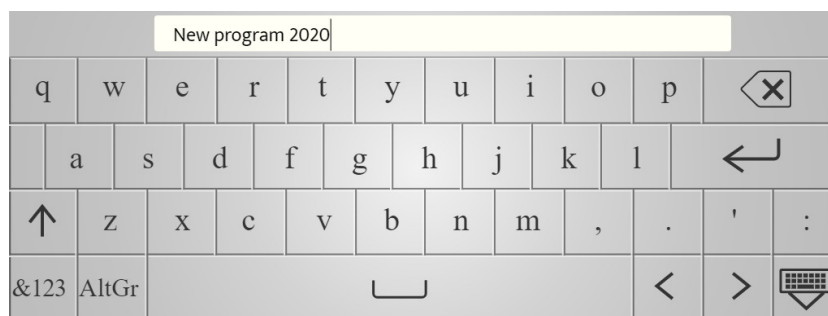 New program 2020
q w e r t y u i o p
a s d f g h j k l
z x c v b n m , . ' :
&123 AltGr < >